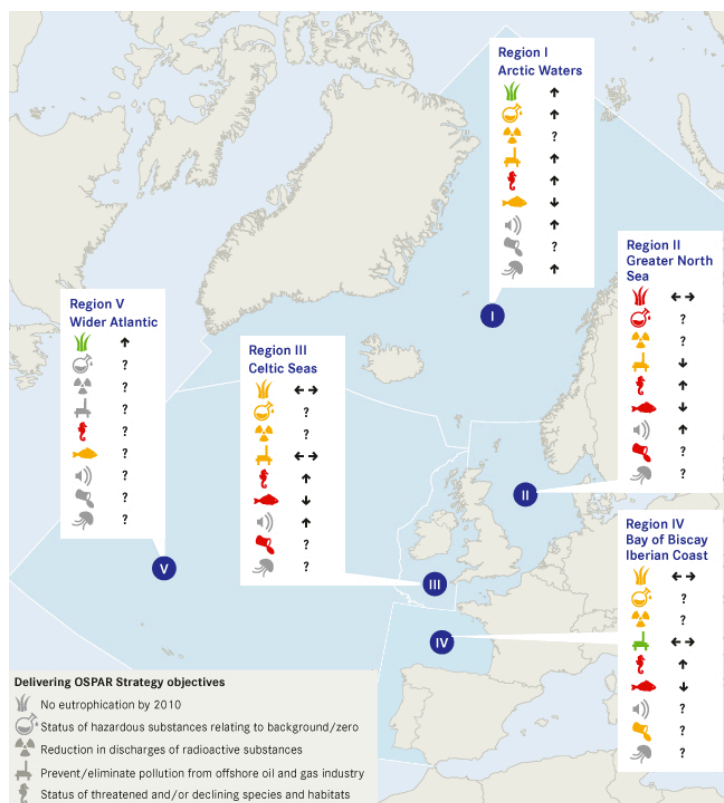 Region I
Arctic Waters
↑
↑
?
↑
↑
↓
↑
?
↑
Region II
Greater North
Sea
← →
?
?
↓
↑
↓
↑
?
?
Region V
Wider Atlantic
↑
?
?
?
?
?
?
?
?
Region III
Celtic Seas
← →
?
?
← →
↑
↓
↑
?
?
Region IV
Bay of Biscay
Iberian Coast
← →
?
?
← →
↑
↓
?
?
?
I
II
III
IV
V
Delivering OSPAR Strategy objectives
No eutrophication by 2010
Status of hazardous substances relating to background/zero
Reduction in discharges of radioactive substances
Prevent/eliminate pollution from offshore oil and gas industry
Status of threatened and/or declining species and habitats